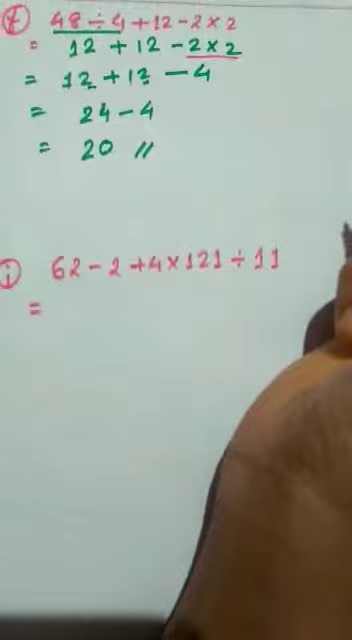 f 48 ÷ 4 + 12 - 2 × 2
= 12 + 12 - 2 × 2
= 12 + 12 - 4
= 24 - 4
= 20 //
i 62 - 2 + 4 × 121 ÷ 11
=